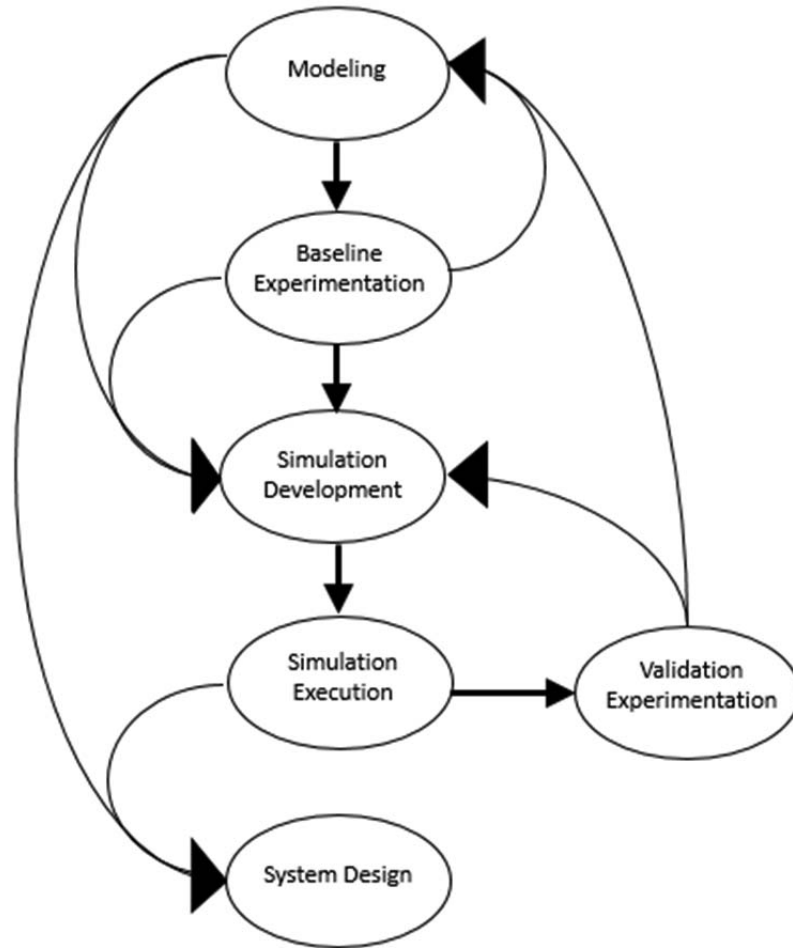 Modeling
Baseline
Experimentation
Simulation
Development
Simulation
Execution
Validation
Experimentation
System Design